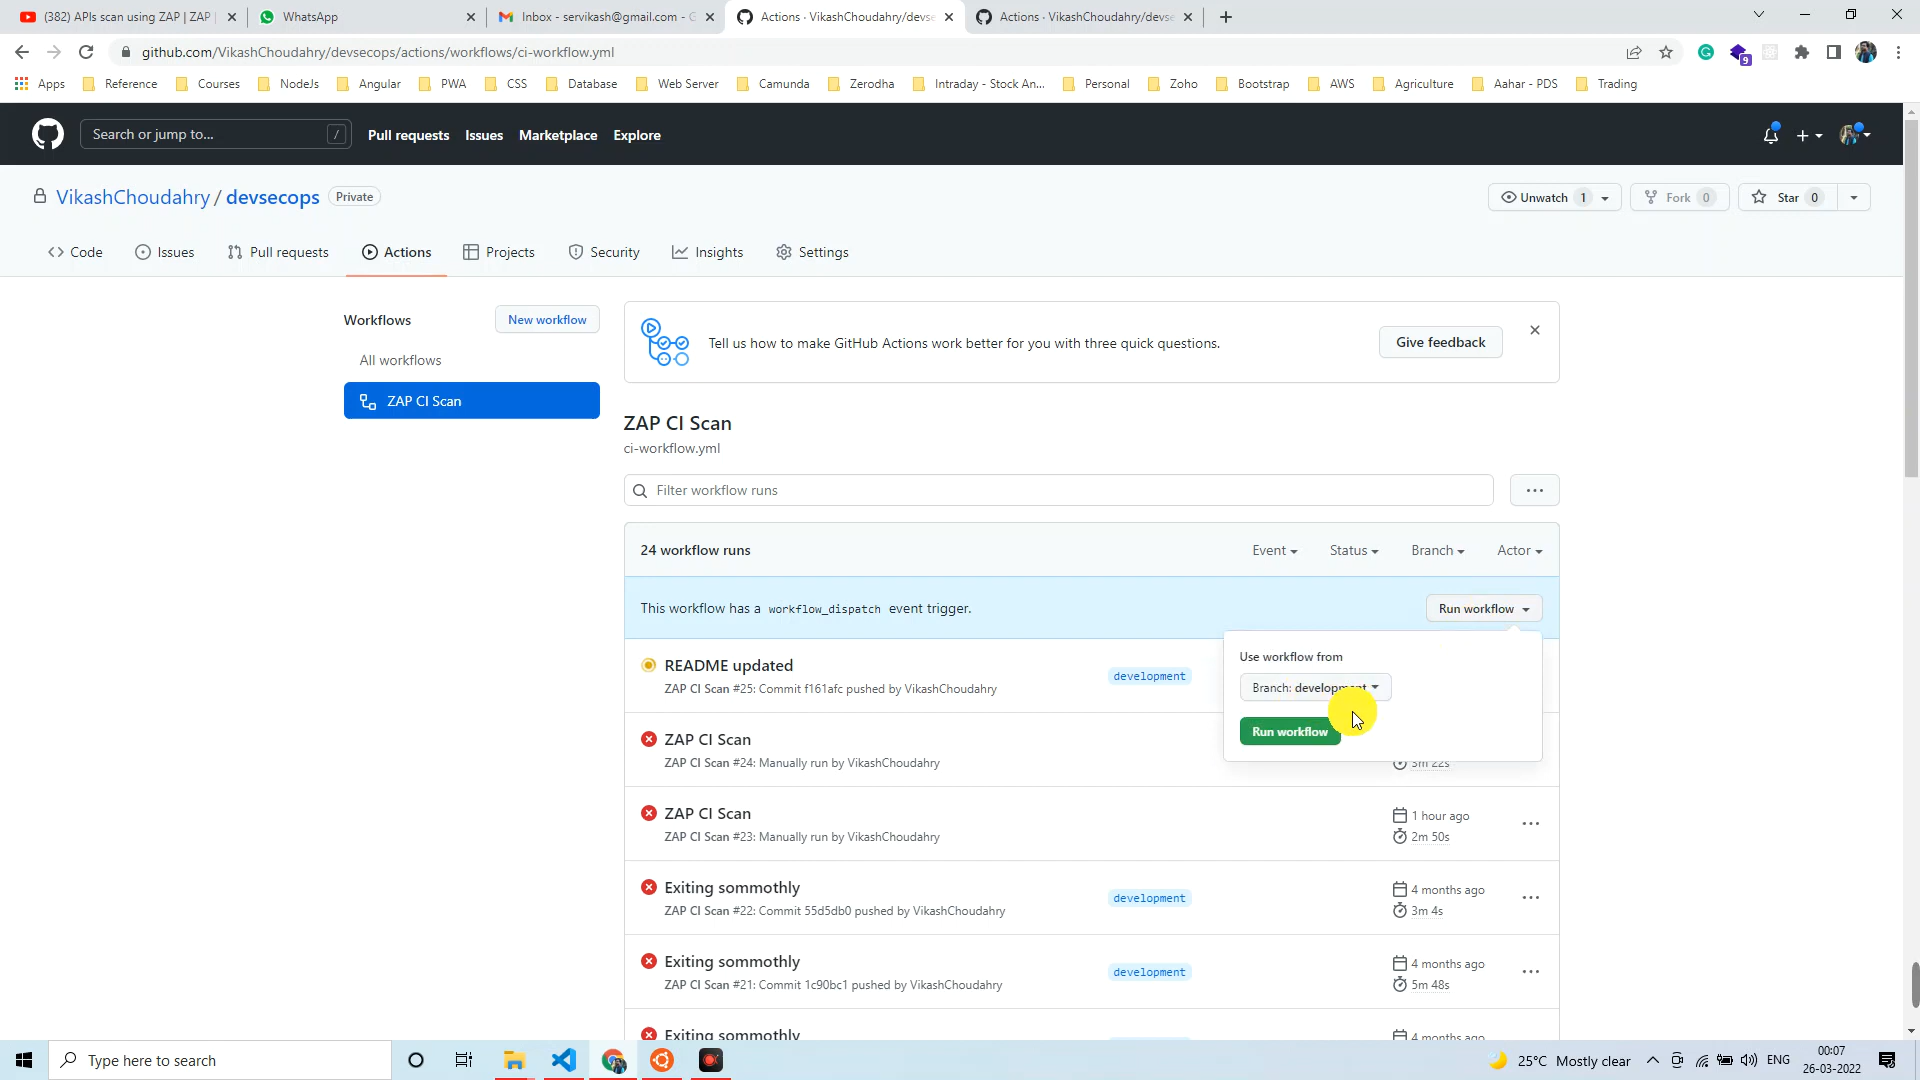 (382) APIs scan using ZAP | ZAP
WhatsApp
Inbox - servikash@gmail.com - G
Actions · VikashChoudahry/devse
Actions · VikashChoudahry/devse
github.com/VikashChoudahry/devsecops/actions/workflows/ci-workflow.yml
9
Apps
Reference
Courses
NodeJs
Angular
PWA
CSS
Database
Web Server
Camunda
Zerodha
Intraday - Stock An...
Personal
Zoho
Bootstrap
AWS
Agriculture
Aahar - PDS
Trading
Search or jump to...
/
Pull requests
Issues
Marketplace
Explore
VikashChoudahry / devsecops
Private
Unwatch 1
Fork 0
Star 0
Code
Issues
Pull requests
Actions
Projects
Security
Insights
Settings
Workflows
New workflow
All workflows
ZAP CI Scan
Tell us how to make GitHub Actions work better for you with three quick questions.
Give feedback
ZAP CI Scan
ci-workflow.yml
Filter workflow runs
24 workflow runs
Event
Status
Branch
Actor
This workflow has a workflow_dispatch event trigger.
Run workflow
Use workflow from
Branch: development
Run workflow
README updated
ZAP CI Scan #25: Commit f161afc pushed by VikashChoudahry
development
ZAP CI Scan
ZAP CI Scan #24: Manually run by VikashChoudahry
3m 22s
ZAP CI Scan
ZAP CI Scan #23: Manually run by VikashChoudahry
1 hour ago
2m 50s
Exiting sommothly
ZAP CI Scan #22: Commit 55d5db0 pushed by VikashChoudahry
development
4 months ago
3m 4s
Exiting sommothly
ZAP CI Scan #21: Commit 1c90bc1 pushed by VikashChoudahry
development
4 months ago
5m 48s
Exiting sommothly
4 months ago
Type here to search
25°C Mostly clear
ENG
00:07
26-03-2022